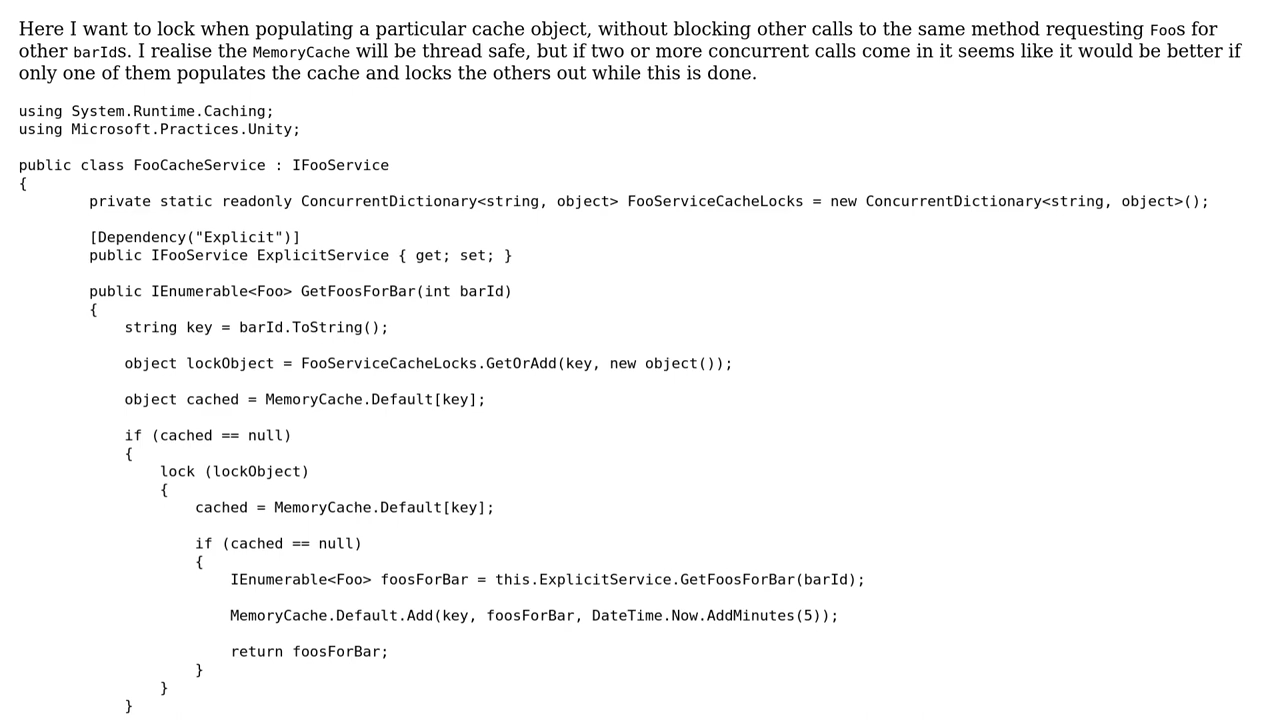 Here I want to lock when populating a particular cache object, without blocking other calls to the same method requesting Foos for
other barIds. I realise the MemoryCache will be thread safe, but if two or more concurrent calls come in it seems like it would be better if
only one of them populates the cache and locks the others out while this is done.
using System.Runtime.Caching;
using Microsoft.Practices.Unity;
public class FooCacheService : IFooService
{
private static readonly ConcurrentDictionary<string, object> FooServiceCacheLocks = new ConcurrentDictionary<string, object>();
[Dependency("Explicit")]
public IFooService ExplicitService { get; set; }
public IEnumerable<Foo> GetFoosForBar(int barId)
{
string key = barId.ToString();
object lockObject = FooServiceCacheLocks.GetOrAdd(key, new object());
object cached = MemoryCache.Default[key];
if (cached == null)
{
lock (lockObject)
{
cached = MemoryCache.Default[key];
if (cached == null)
{
IEnumerable<Foo> foosForBar = this.ExplicitService.GetFoosForBar(barId);
MemoryCache.Default.Add(key, foosForBar, DateTime.Now.AddMinutes(5));
return foosForBar;
}
}
}